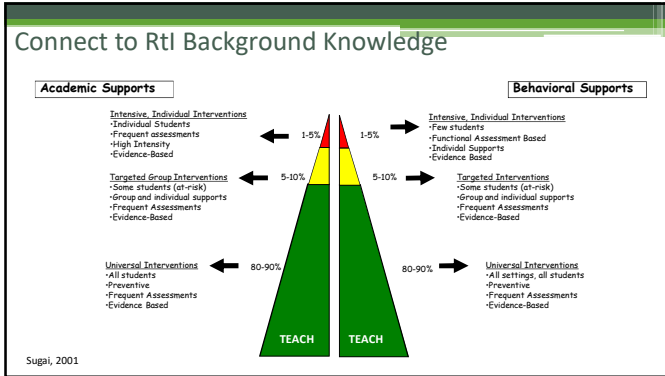 Connect to RtI Background Knowledge
Academic Supports
Behavioral Supports
Intensive, Individual Interventions
•Individual Students
•Frequent assessments
•High Intensity
•Evidence-Based
1-5%
1-5%
Intensive, Individual Interventions
•Few students
•Functional Assessment Based
•Individal Supports
•Evidence Based
Targeted Group Interventions
•Some students (at-risk)
•Group and individual supports
•Frequent Assessments
•Evidence-Based
5-10%
5-10%
Targeted Interventions
•Some students (at-risk)
•Group and individual supports
•Frequent Assessments
•Evidence-Based
Universal Interventions
•All students
•Preventive
•Frequent Assessments
•Evidence Based
80-90%
80-90%
Universal Interventions
•All settings, all students
•Preventive
•Frequent Assessments
•Evidence-Based
TEACH
TEACH
Sugai, 2001